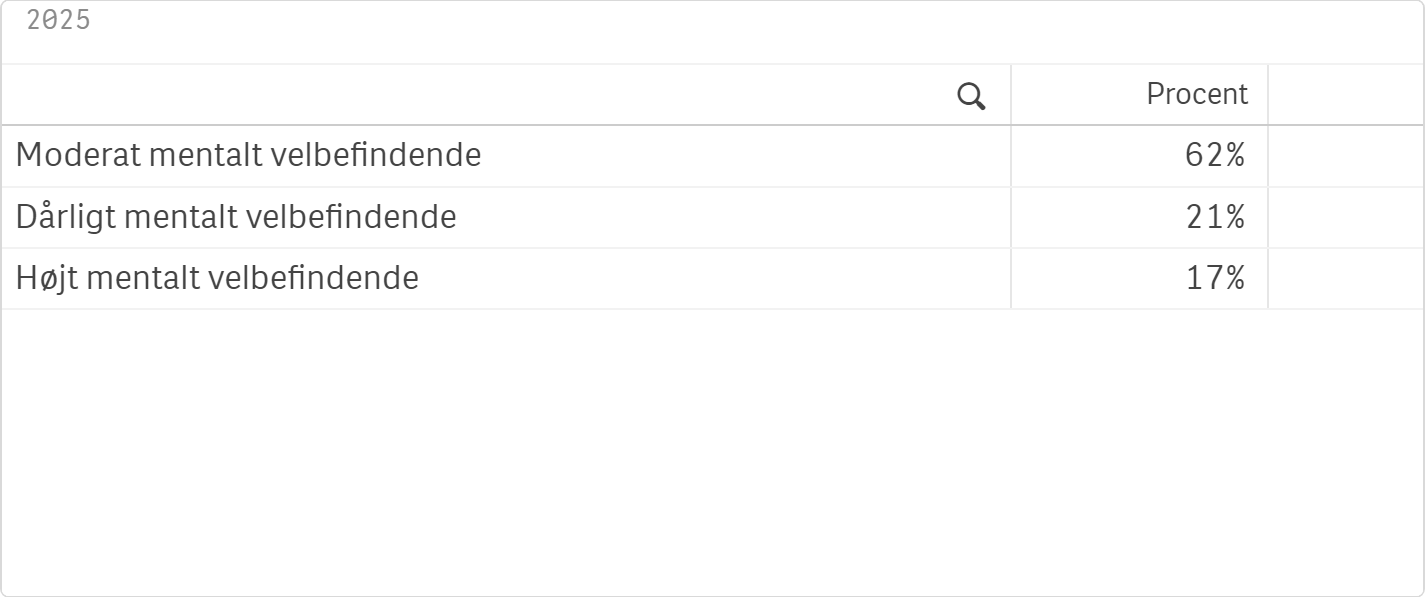 2025
Procent
Moderat mentalt velbefindende 62%
Dårligt mentalt velbefindende 21%
Højt mentalt velbefindende 17%